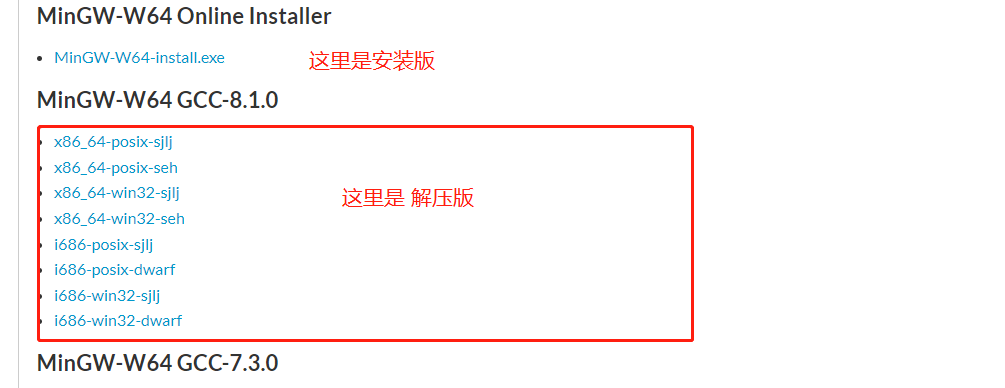 MinGW-W64 Online Installer
MinGW-W64-install.exe
这里是安装版
MinGW-W64 GCC-8.1.0
x86_64-posix-sjlj
x86_64-posix-seh
x86_64-win32-sjlj
这里是 解压版
x86_64-win32-seh
i686-posix-sjlj
i686-posix-dwarf
i686-win32-sjlj
i686-win32-dwarf
MinGW-W64 GCC-7.3.0